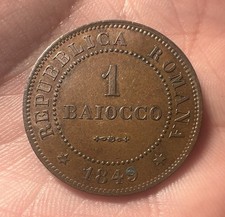 REPUBBLICA ROMANA
1
BAIOCCO
1849